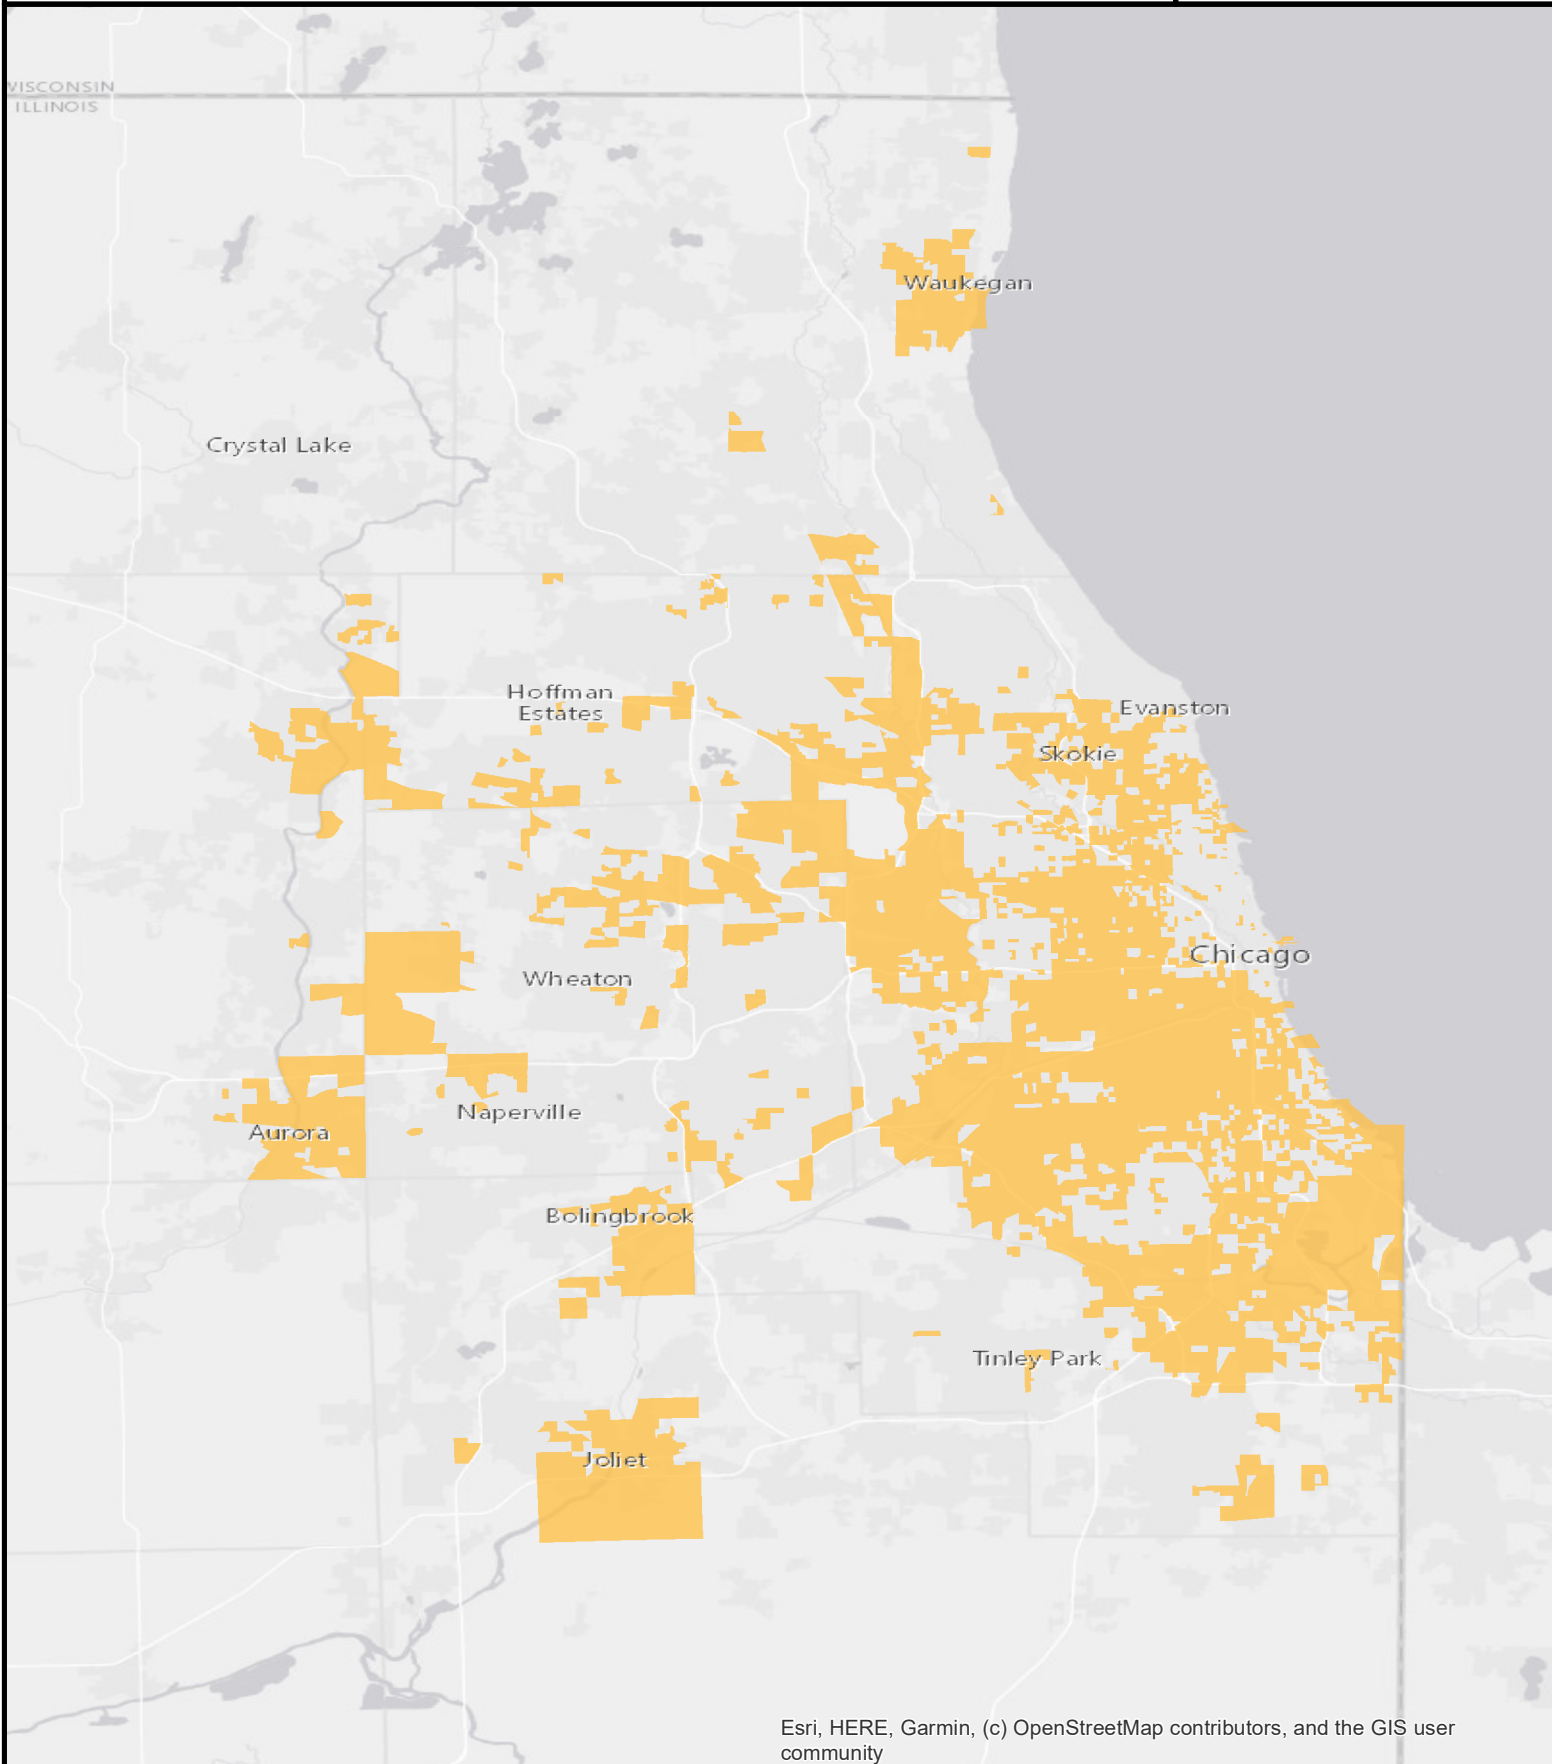 WISCONSIN
ILLINOIS
Waukegan
Crystal Lake
Hoffman
Estates
Evanston
Skokie
Chicago
Wheaton
Naperville
Aurora
Bolingbrook
Tinley Park
Joliet
Esri, HERE, Garmin, (c) OpenStreetMap contributors, and the GIS user
community